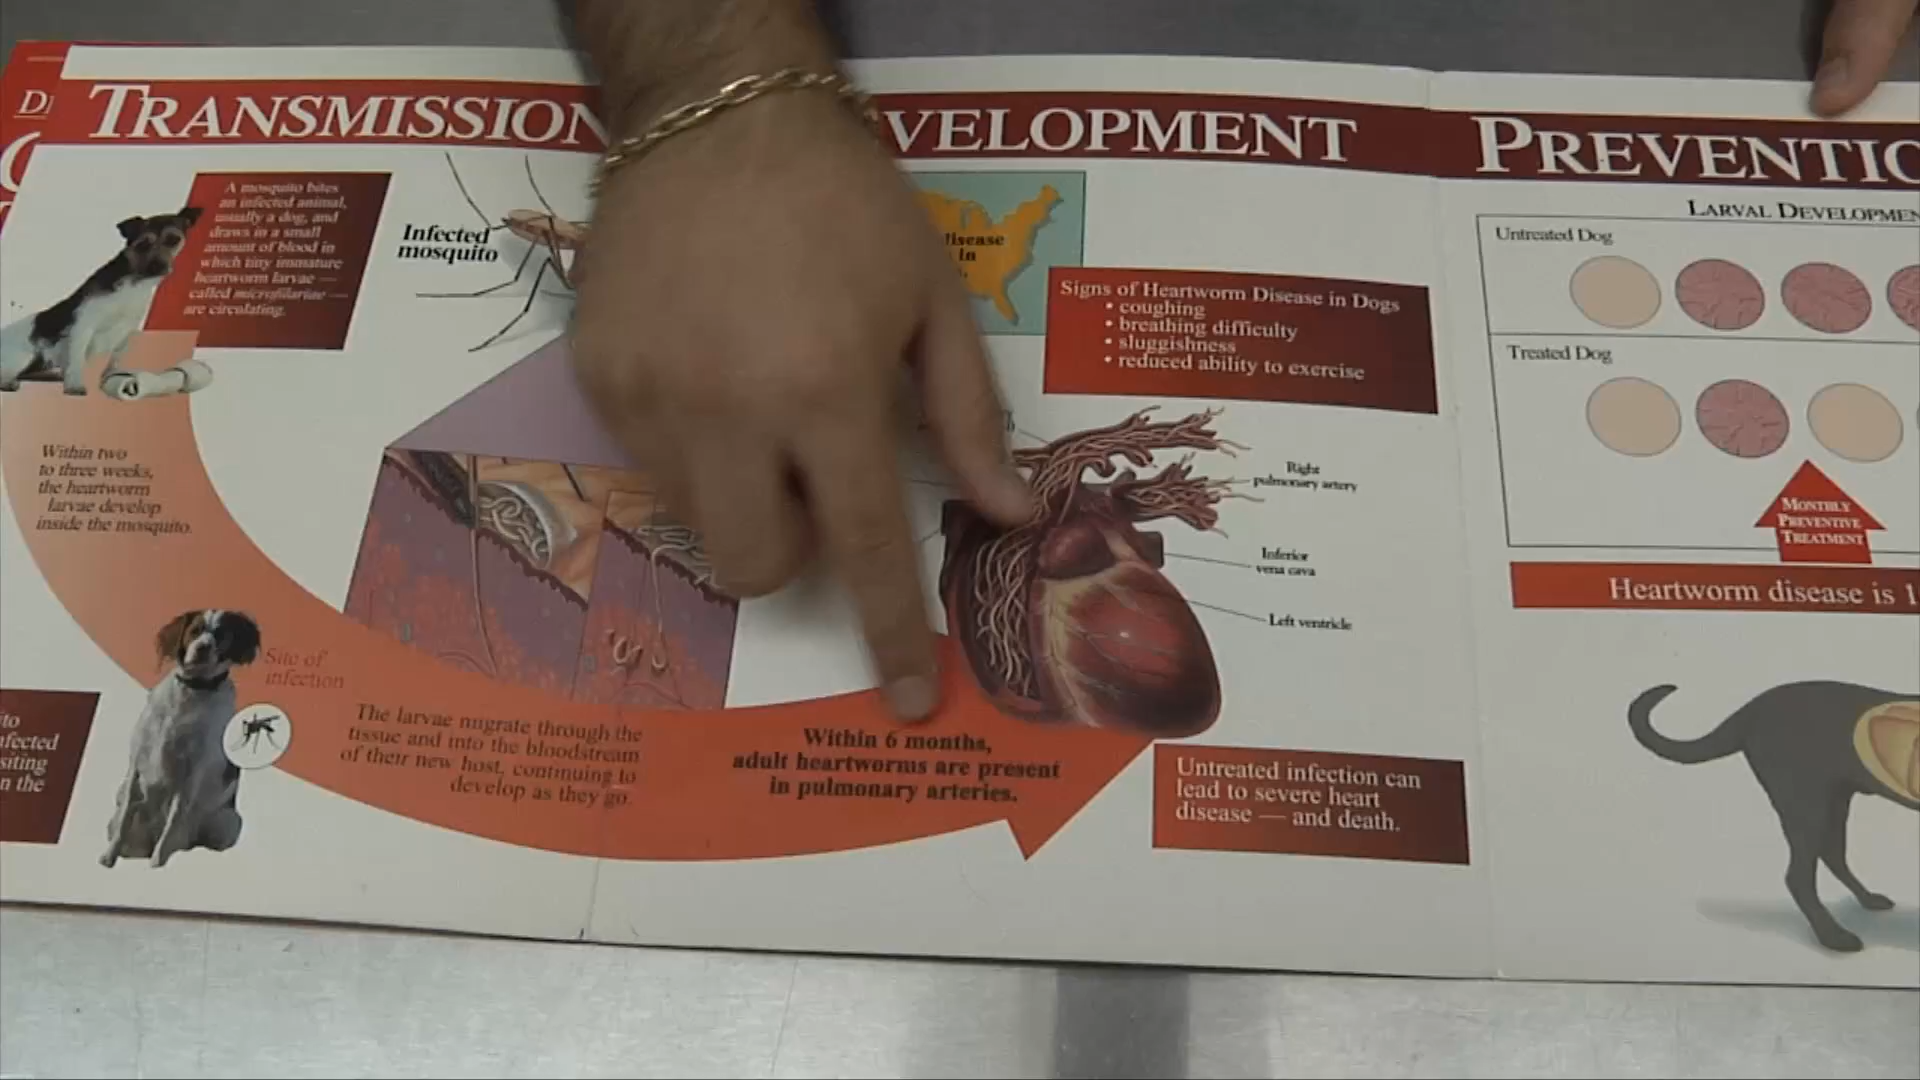 TRANSMISSION
VELOPMENT
PREVENTIO
A mosquito bites
an infected animal,
usually a dog, and
draws in a small
amount of blood in
which tiny immature
heartworm larvae —
called microfilariae —
are circulating.
Infected
mosquito
disease
in
Signs of Heartworm Disease in Dogs
• coughing
• breathing difficulty
• sluggishness
• reduced ability to exercise
LARVAL DEVELOPMEN
Untreated Dog
Treated Dog
MONTHLY
PREVENTIVE
TREATMENT
Heartworm disease is 1
Within two
to three weeks,
the heartworm
larvae develop
inside the mosquito.
Right
pulmonary artery
Inferior
vena cava
Left ventricle
Site of
infection
The larvae migrate through the
tissue and into the bloodstream
of their new host, continuing to
develop as they go.
Within 6 months,
adult heartworms are present
in pulmonary arteries.
Untreated infection can
lead to severe heart
disease — and death.